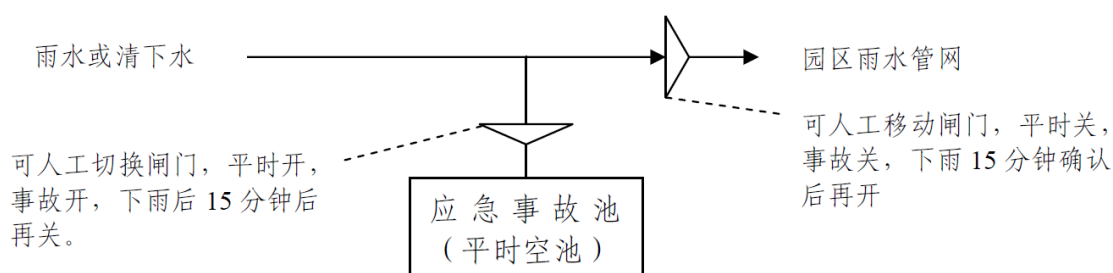 雨水或清下水
园区雨水管网
可人工移动闸门，平时关，
事故关，下雨 15 分钟确认
后再开
可人工切换闸门，平时开，
事故开，下雨后 15 分钟后
再关。
应急事故池
（平时空池）